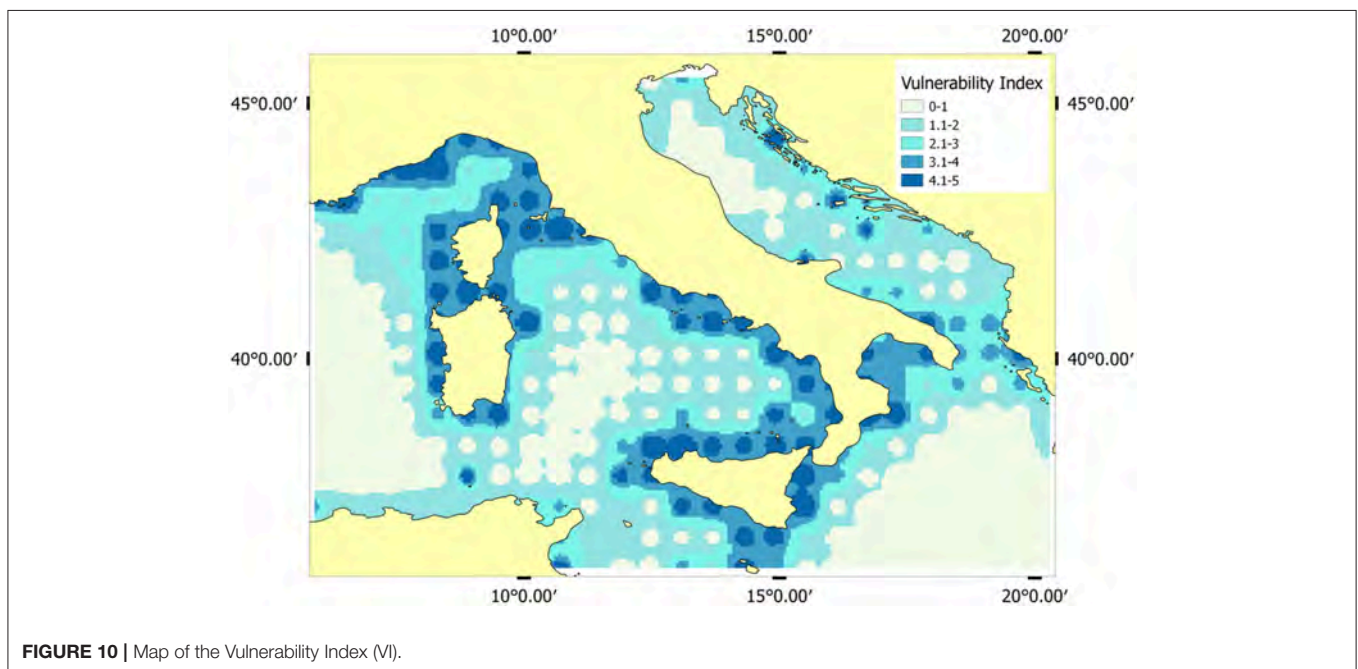 10°0.00′ 15°0.00′ 20°0.00′
45°0.00′ 45°0.00′
Vulnerability Index
0-1
1.1-2
2.1-3
3.1-4
4.1-5
40°0.00′ 40°0.00′
10°0.00′ 15°0.00′ 20°0.00′
FIGURE 10 | Map of the Vulnerability Index (VI).